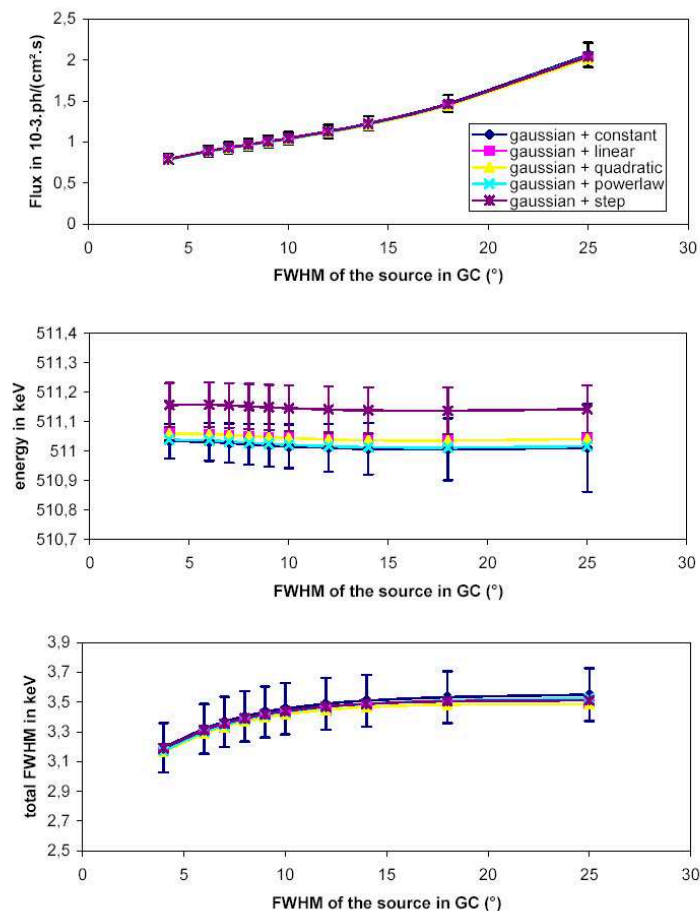 Flux in 10-3.ph/(cm².s)
2,5
2
1,5
1
0,5
0
0 5 10 15 20 25 30
FWHM of the source in GC (°)
gaussian + constant
gaussian + linear
gaussian + quadratic
gaussian + powerlaw
gaussian + step
energy in keV
511,4
511,3
511,2
511,1
511
510,9
510,8
510,7
0 5 10 15 20 25 30
FWHM of the source in GC (°)
total FWHM in keV
3,9
3,7
3,5
3,3
3,1
2,9
2,7
2,5
0 5 10 15 20 25 30
FWHM of the source in GC (°)